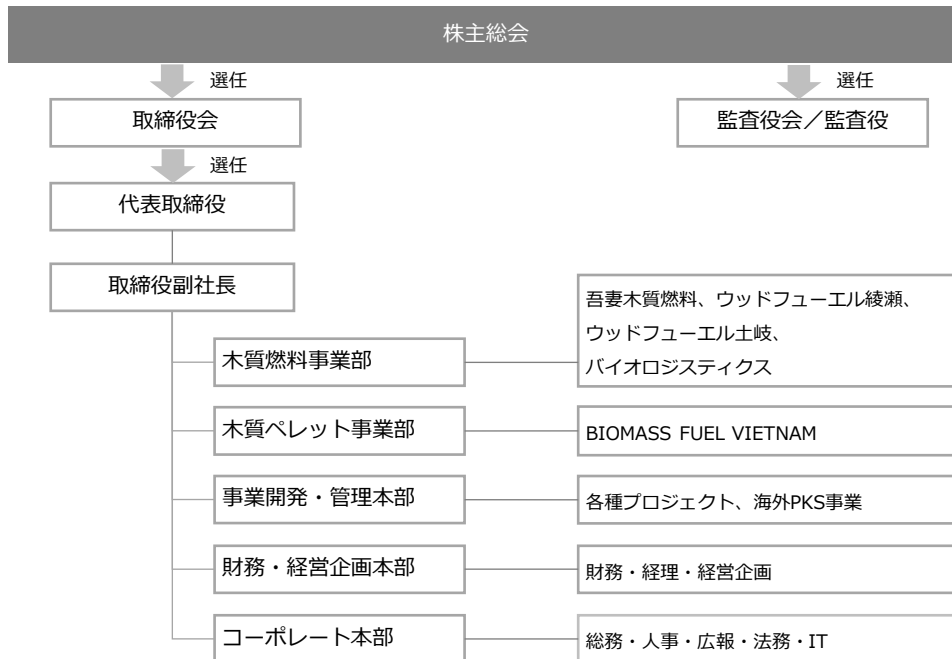 株主総会
選任
選任
取締役会
監査役会／監査役
選任
代表取締役
取締役副社長
吾妻木質燃料、ウッドフューエル綾瀬、
ウッドフューエル土岐、
バイオロジスティクス
木質燃料事業部
木質ペレット事業部
BIOMASS FUEL VIETNAM
事業開発・管理本部
各種プロジェクト、海外PKS事業
財務・経営企画本部
財務・経理・経営企画
コーポレート本部
総務・人事・広報・法務・IT